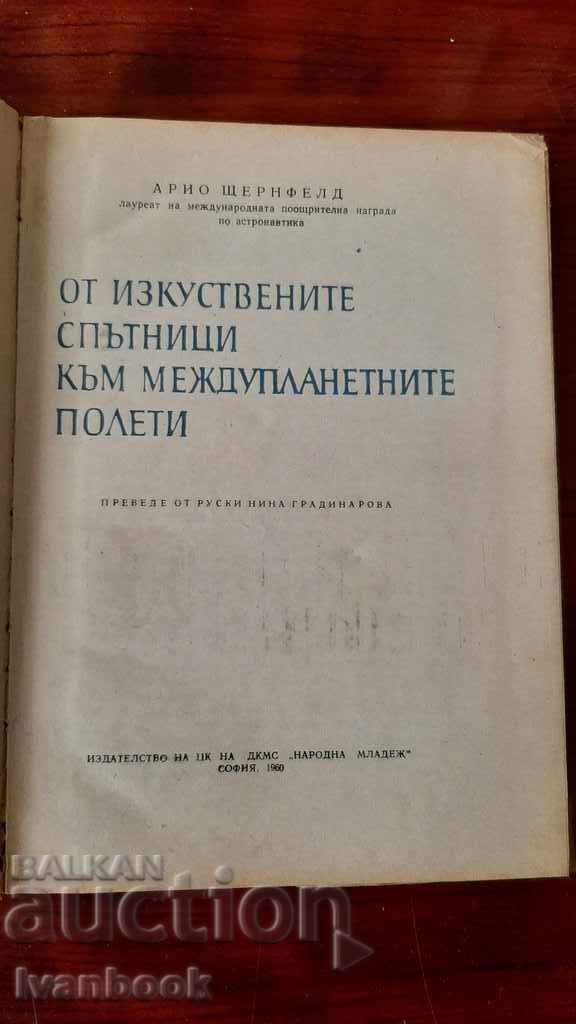 АРИО ЩЕРНФЕЛД
лауреат на международната поощрителна награда
по астронавтика
ОТ ИЗКУСТВЕНИТЕ
СПЪТНИЦИ
КЪМ МЕЖДУПЛАНЕТНИТЕ
ПОЛЕТИ
ПРЕВЕДЕ ОТ РУСКИ НИНА ГРАДИНАРОВА
ИЗДАТЕЛСТВО НА ЦК НА ДКМС „НАРОДНА МЛАДЕЖ“
СОФИЯ, 1960
BALKAN
auction
Ivanbook